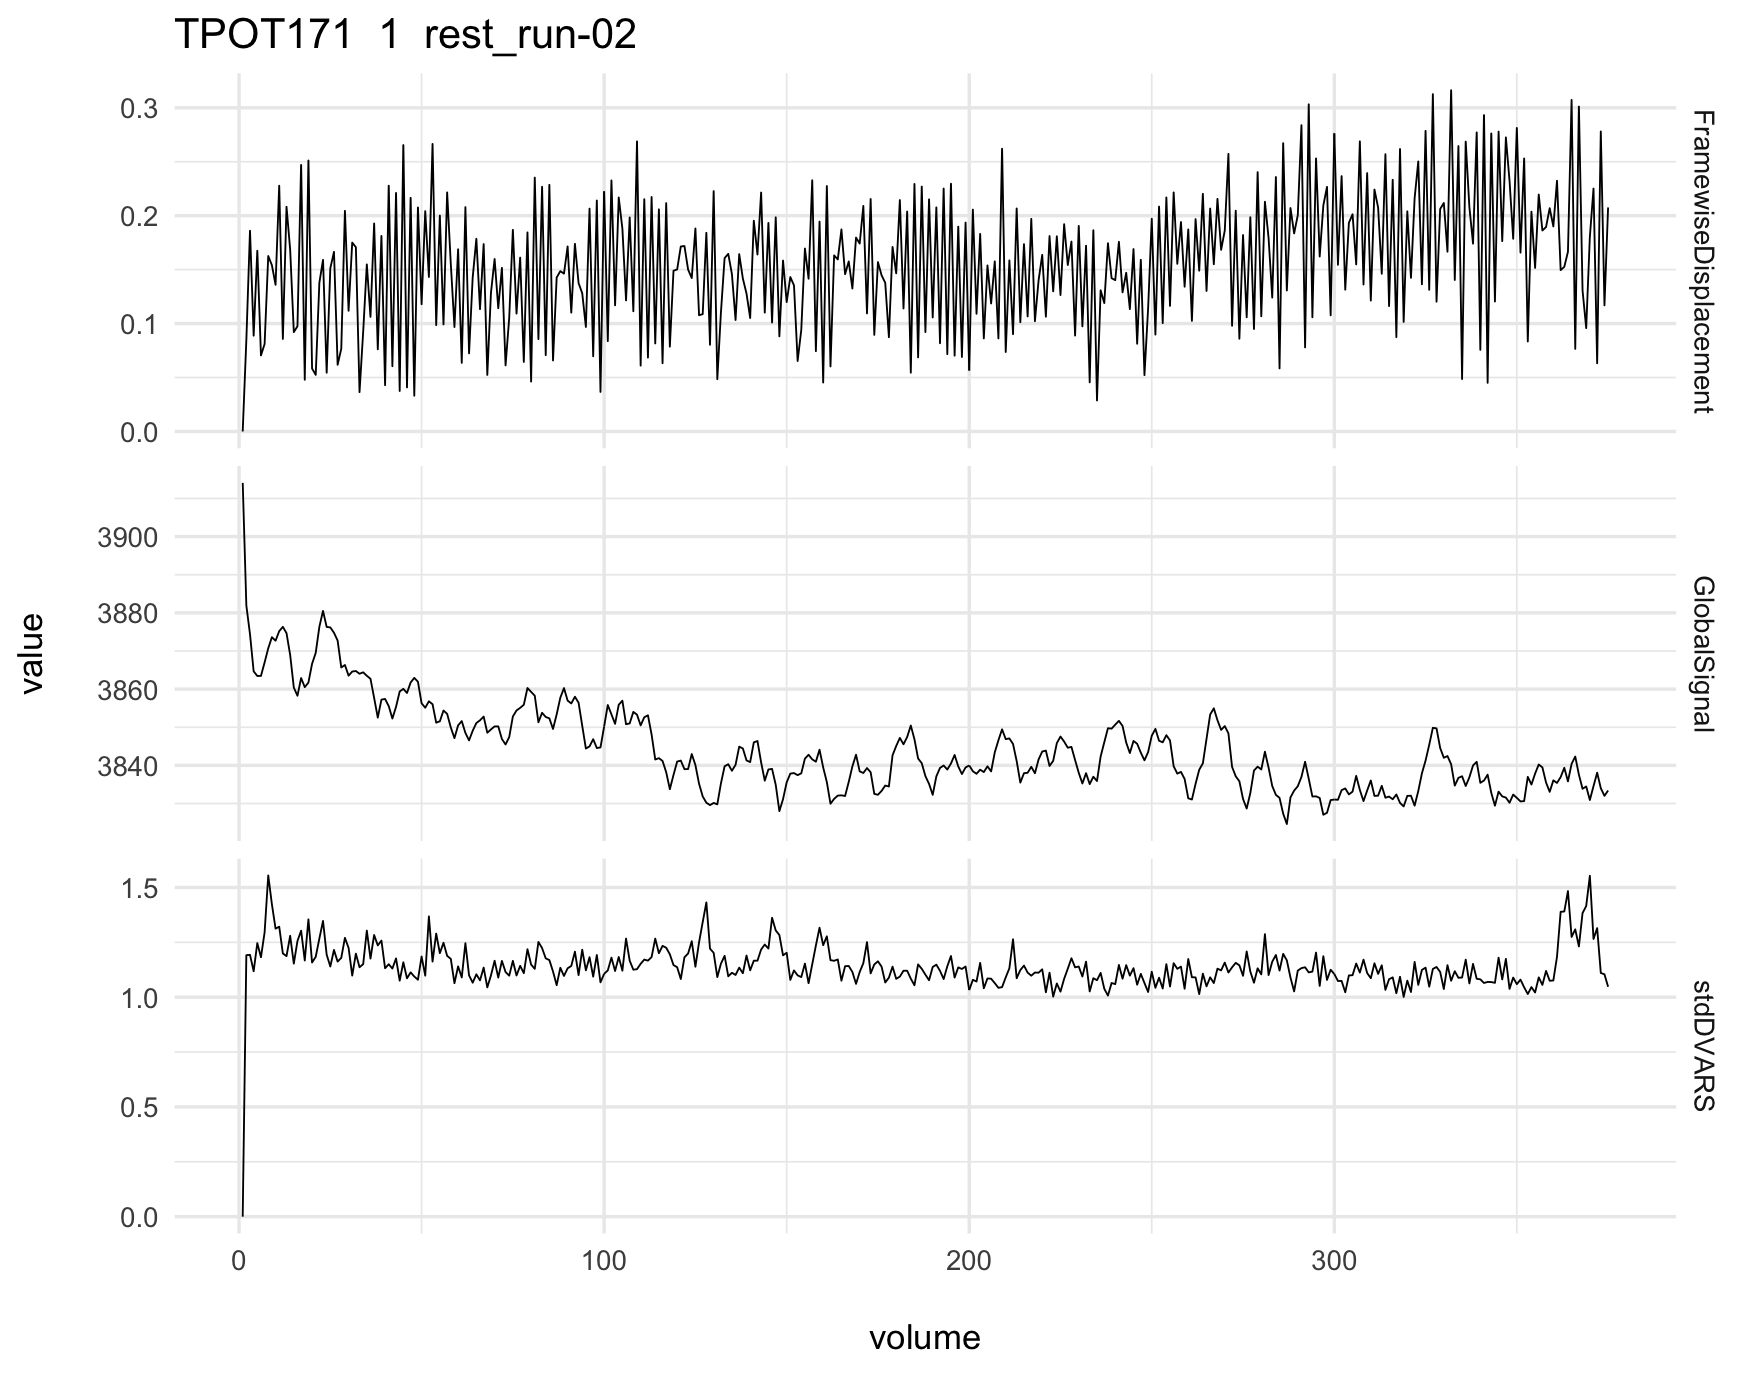 TPOT171 1 rest_run-02
0.3
0.2
0.1
0.0
FramewiseDisplacement
3900
3880
3860
3840
GlobalSignal
value
1.5
1.0
0.5
0.0
stdDVARS
0 100 200 300
volume